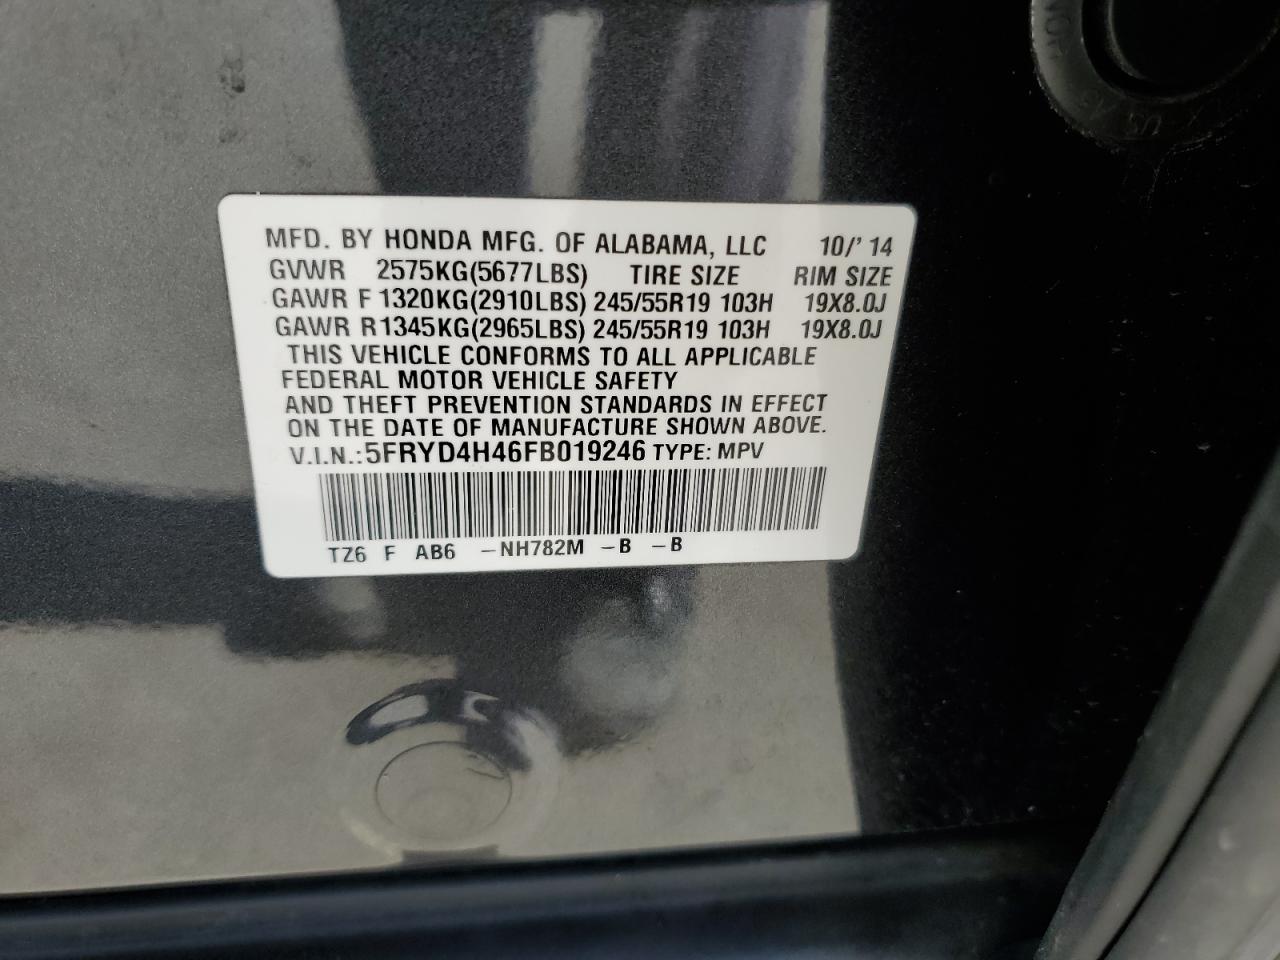 MFD. BY HONDA MFG. OF ALABAMA, LLC 10/' 14
GVWR 2575KG(5677LBS) TIRE SIZE RIM SIZE
GAWR F 1320KG(2910LBS) 245/55R19 103H 19X8.0J
GAWR R1345KG(2965LBS) 245/55R19 103H 19X8.0J
THIS VEHICLE CONFORMS TO ALL APPLICABLE
FEDERAL MOTOR VEHICLE SAFETY
AND THEFT PREVENTION STANDARDS IN EFFECT
ON THE DATE OF MANUFACTURE SHOWN ABOVE.
V.I.N.:5FRYD4H46FB019246 TYPE: MPV
TZ6 F AB6 -NH782M -B -B